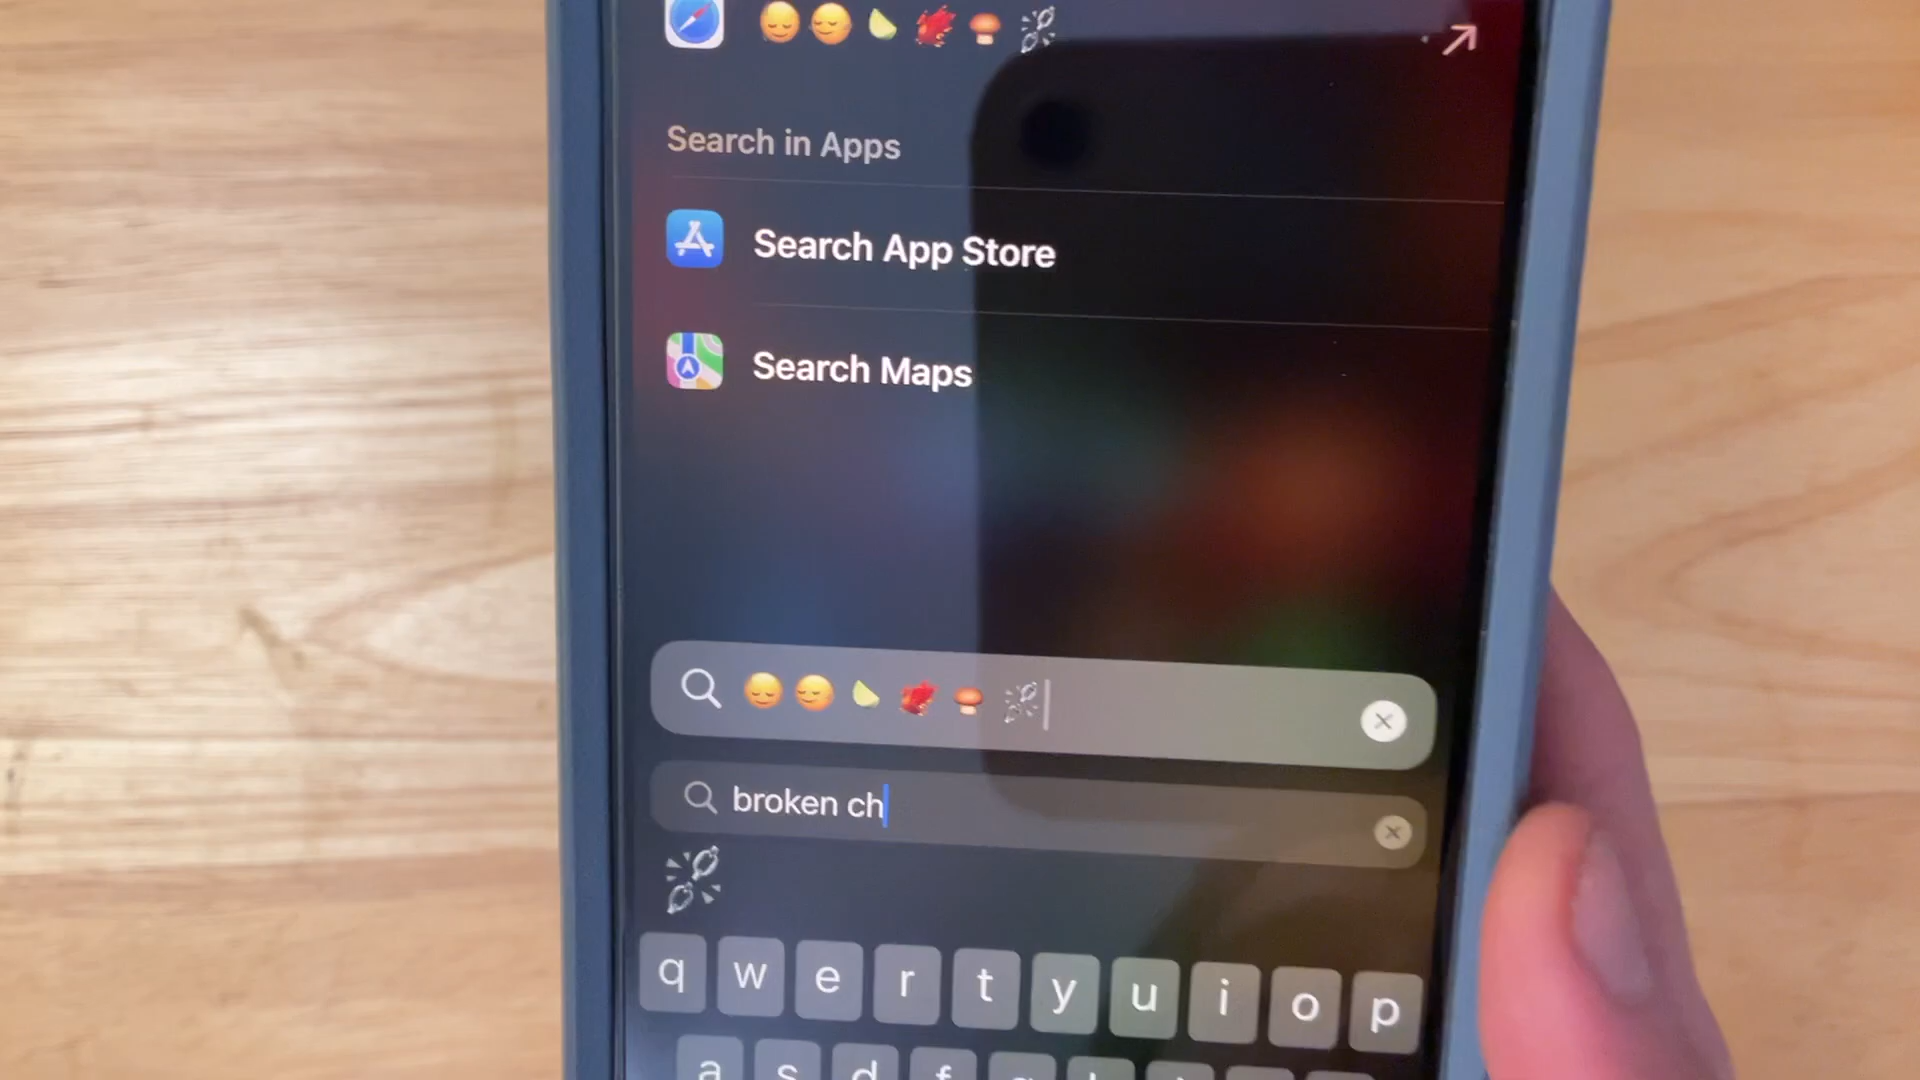 🙂‍↕️🙂‍↔️🍋‍🟩🐦‍🔥🍄‍🟫⛓️‍💥
Search in Apps
Search App Store
Search Maps
🙂‍↕️🙂‍↔️🍋‍🟩🐦‍🔥🍄‍🟫⛓️‍💥
broken ch
⛓️‍💥
q w e r t y u i o p
a s d f